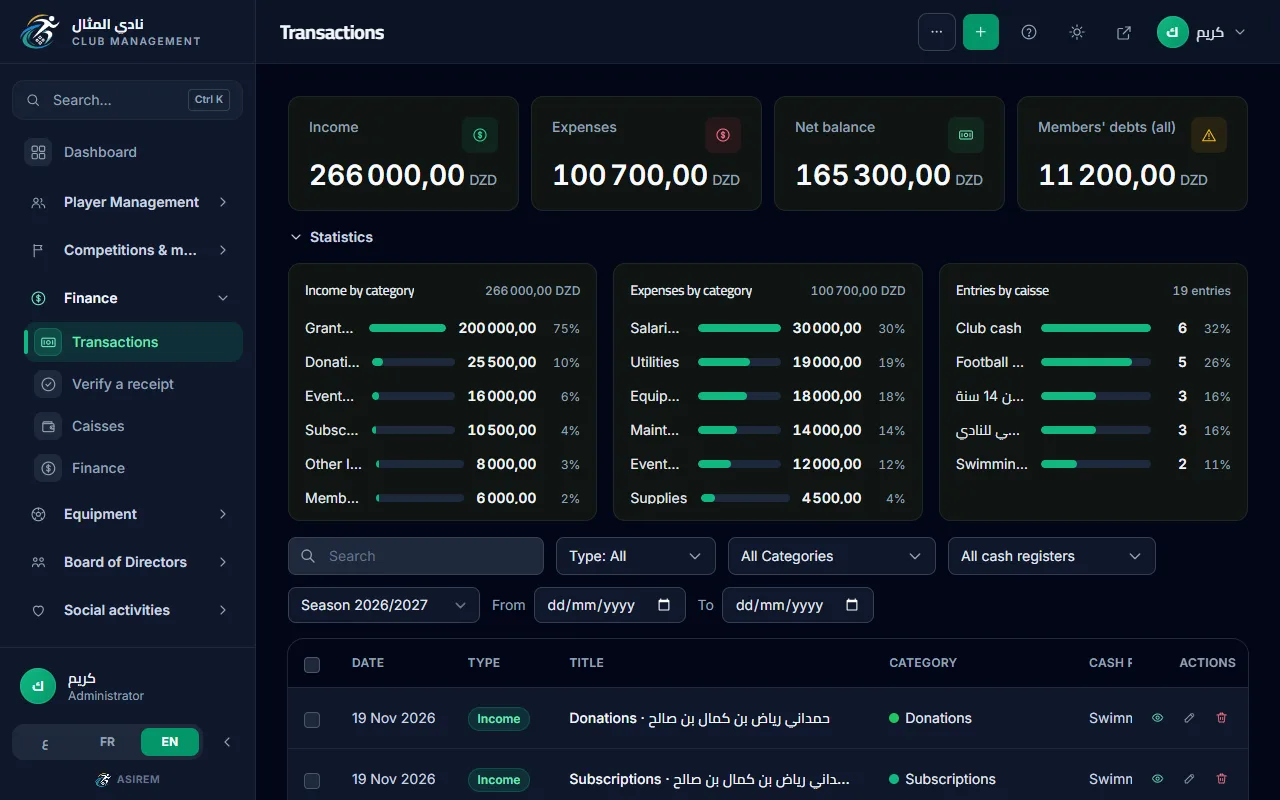 نادي المثال
CLUB MANAGEMENT
Search...
Ctrl K
Dashboard
Player Management
Competitions & m...
Finance
Transactions
Verify a receipt
Caisses
Finance
Equipment
Board of Directors
Social activities
ك
كريم
Administrator
ع FR EN
ASIREM
Transactions
ك كريم
Income
266 000,00 DZD
Expenses
100 700,00 DZD
Net balance
165 300,00 DZD
Members' debts (all)
11 200,00 DZD
Statistics
Income by category 266 000,00 DZD
Grant... 200 000,00 75%
Donati... 25 500,00 10%
Event... 16 000,00 6%
Subsc... 10 500,00 4%
Other I... 8 000,00 3%
Memb... 6 000,00 2%
Expenses by category 100 700,00 DZD
Salari... 30 000,00 30%
Utilities 19 000,00 19%
Equip... 18 000,00 18%
Maint... 14 000,00 14%
Event... 12 000,00 12%
Supplies 4 500,00 4%
Entries by caisse 19 entries
Club cash 6 32%
Football ... 5 26%
...ن 14 سنة 3 16%
...ي للنادي 3 16%
Swimmin... 2 11%
Search
Type: All
All Categories
All cash registers
Season 2026/2027
From dd/mm/yyyy
To dd/mm/yyyy
DATE TYPE TITLE CATEGORY CASH R ACTIONS
19 Nov 2026 Income Donations · حمداني رياض بن كمال بن صالح Donations Swimn
19 Nov 2026 Income Subscriptions · حمداني رياض بن كمال بن صالح... Subscriptions Swimn